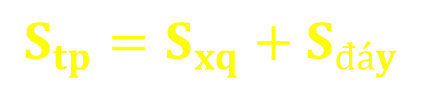 S_tp = S_xq + S_đáy